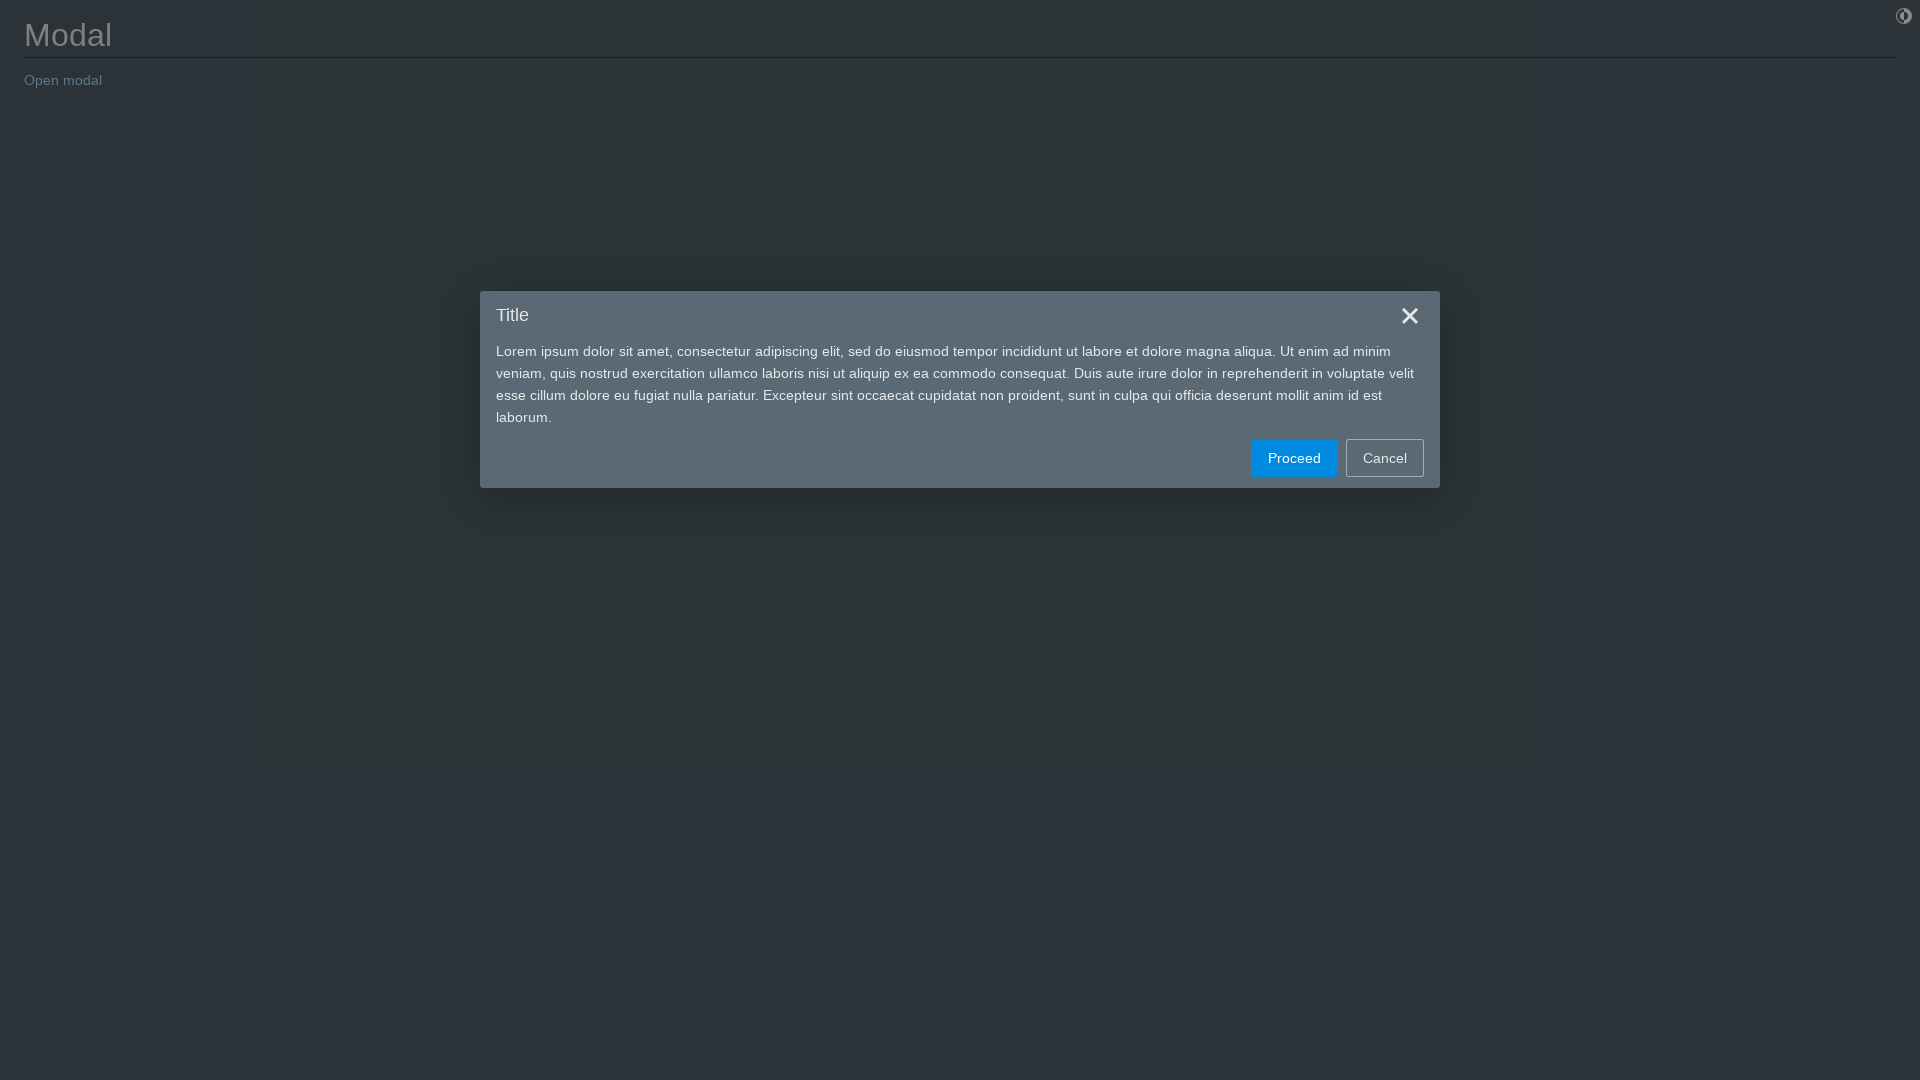 Modal
Open modal
Title
Lorem ipsum dolor sit amet, consectetur adipiscing elit, sed do eiusmod tempor incididunt ut labore et dolore magna aliqua. Ut enim ad minim
veniam, quis nostrud exercitation ullamco laboris nisi ut aliquip ex ea commodo consequat. Duis aute irure dolor in reprehenderit in voluptate velit
esse cillum dolore eu fugiat nulla pariatur. Excepteur sint occaecat cupidatat non proident, sunt in culpa qui officia deserunt mollit anim id est
laborum.
Proceed Cancel